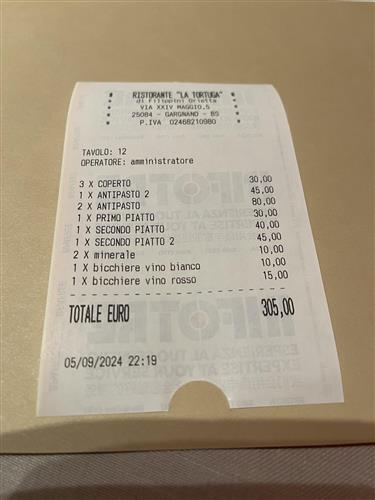 RISTORANTE "LA TORTUGA"
di Filippini Orietta
VIA XXIV MAGGIO,5
25084 - GARGNANO - BS
P.IVA 02468210980
TAVOLO: 12
OPERATORE: amministratore
3 X COPERTO 30,00
1 X ANTIPASTO 2 45,00
2 X ANTIPASTO 80,00
1 X PRIMO PIATTO 30,00
1 X SECONDO PIATTO 40,00
1 X SECONDO PIATTO 2 45,00
2 X minerale 10,00
1 X bicchiere vino bianco 10,00
1 X bicchiere vino rosso 15,00
TOTALE EURO 305,00
05/09/2024 22:19